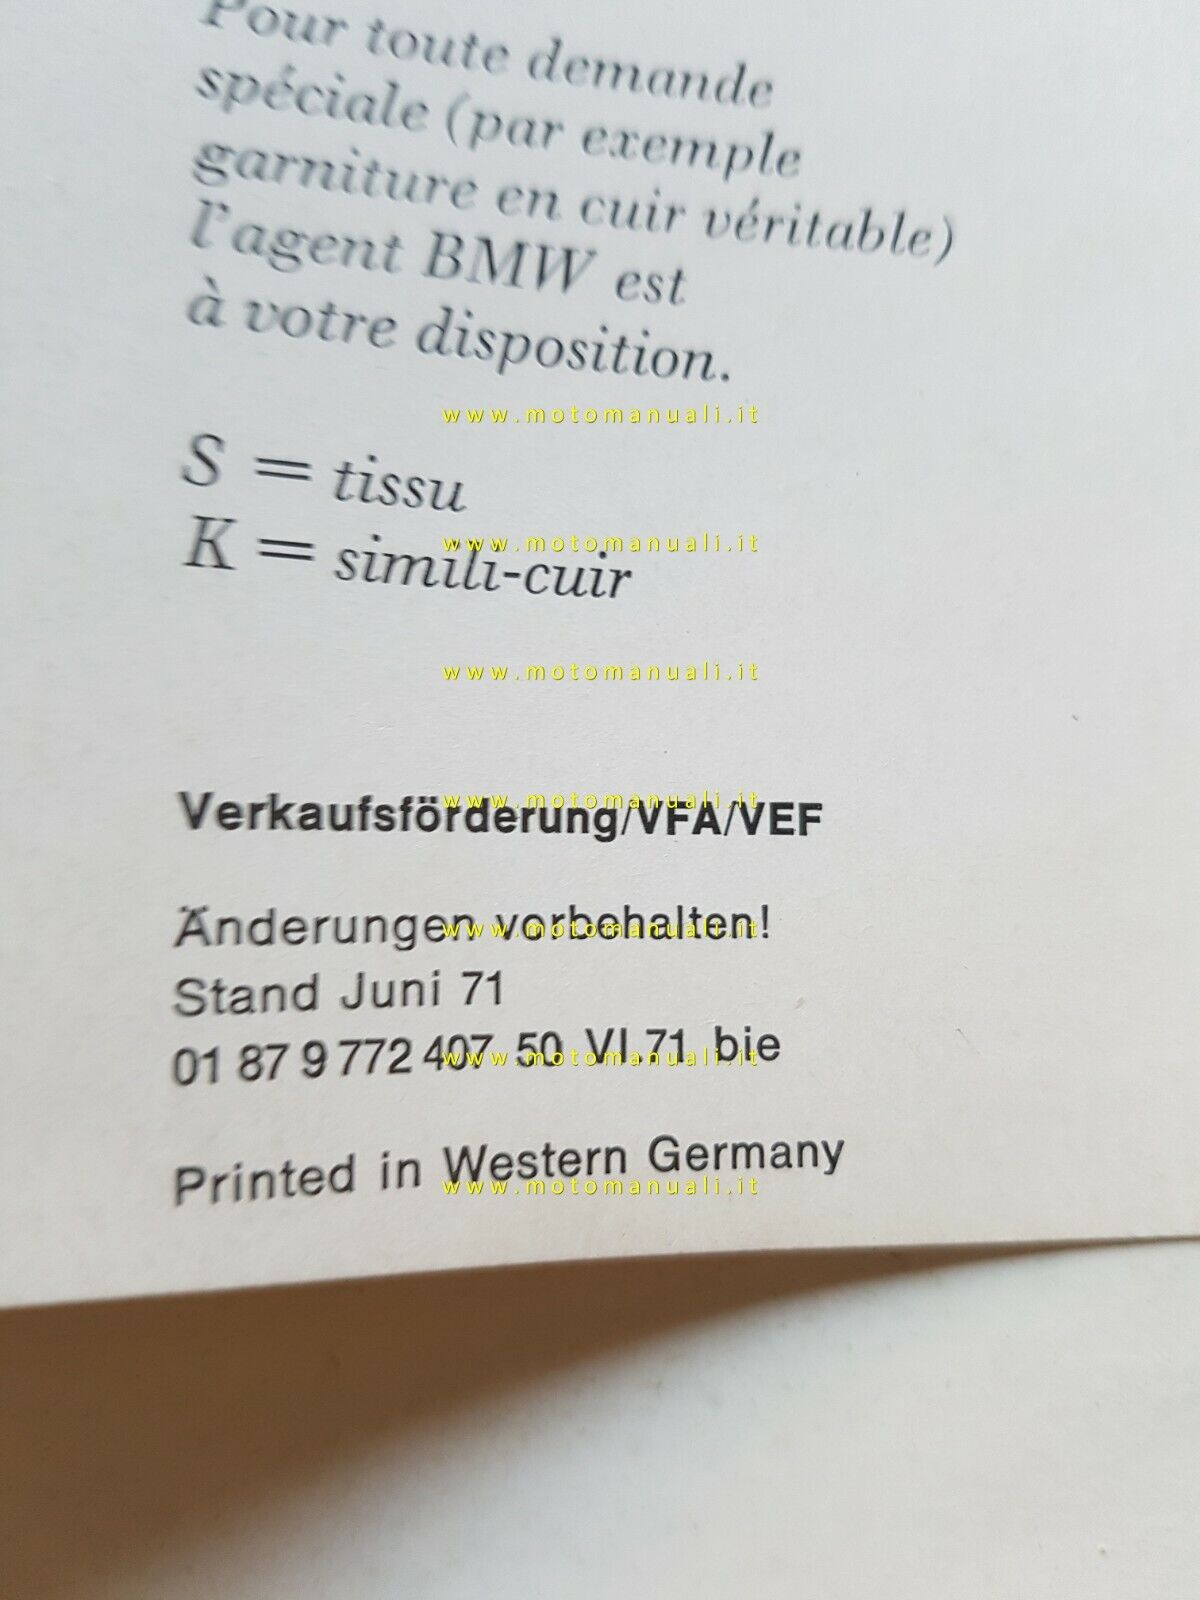 Pour toute demande
spéciale (par exemple
garniture en cuir véritable)
l'agent BMW est
à votre disposition.
www.motomanuali.it
S = tissu
www.motomanuali.it
K = simili-cuir
www.motomanuali.it
www.motomanuali.it
Verkaufsförderung/VFA/VEF
Änderungen vorbehalten!
www.motomanuali.it
Stand Juni 71
01 87 9 772 407 50 VI 71 bie
www.motomanuali.it
Printed in Western Germany
www.motomanuali.it